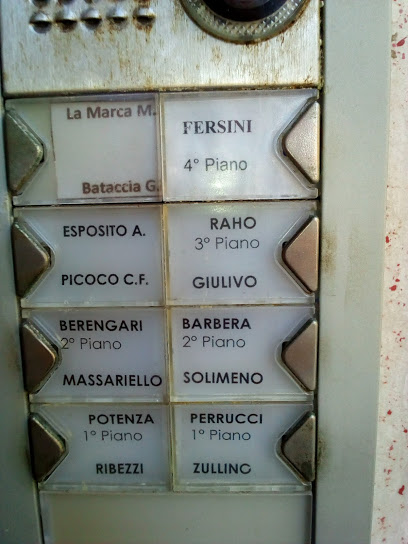 La Marca M.
Bataccia G.
FERSINI
4° Piano
ESPOSITO A.
PICOCO C.F.
RAHO
3° Piano
GIULIVO
BERENGARI
2° Piano
MASSARIELLO
BARBERA
2° Piano
SOLIMENO
POTENZA
1° Piano
RIBEZZI
PERRUCCI
1° Piano
ZULLINO